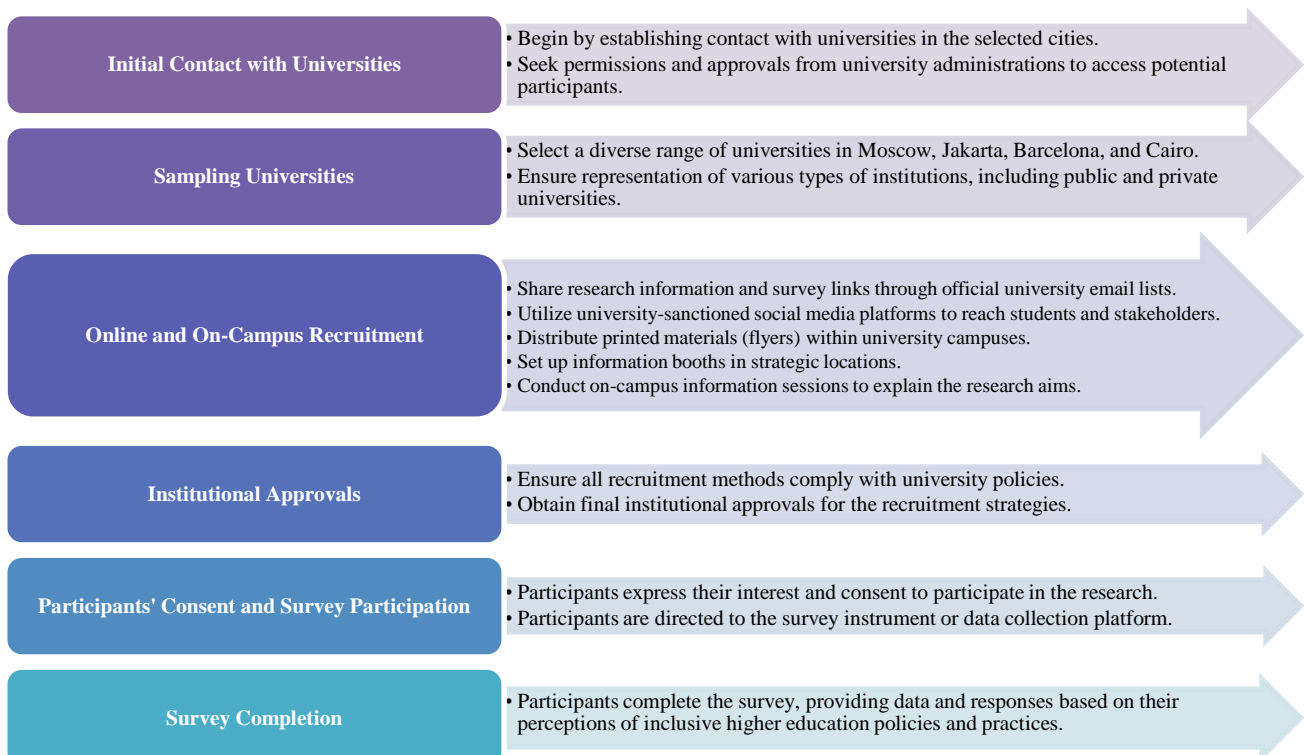 Initial Contact with Universities
• Begin by establishing contact with universities in the selected cities.
• Seek permissions and approvals from university administrations to access potential
participants.
Sampling Universities
• Select a diverse range of universities in Moscow, Jakarta, Barcelona, and Cairo.
• Ensure representation of various types of institutions, including public and private
universities.
Online and On-Campus Recruitment
• Share research information and survey links through official university email lists.
• Utilize university-sanctioned social media platforms to reach students and stakeholders.
• Distribute printed materials (flyers) within university campuses.
• Set up information booths in strategic locations.
• Conduct on-campus information sessions to explain the research aims.
Institutional Approvals
• Ensure all recruitment methods comply with university policies.
• Obtain final institutional approvals for the recruitment strategies.
Participants' Consent and Survey Participation
• Participants express their interest and consent to participate in the research.
• Participants are directed to the survey instrument or data collection platform.
Survey Completion
• Participants complete the survey, providing data and responses based on their
perceptions of inclusive higher education policies and practices.